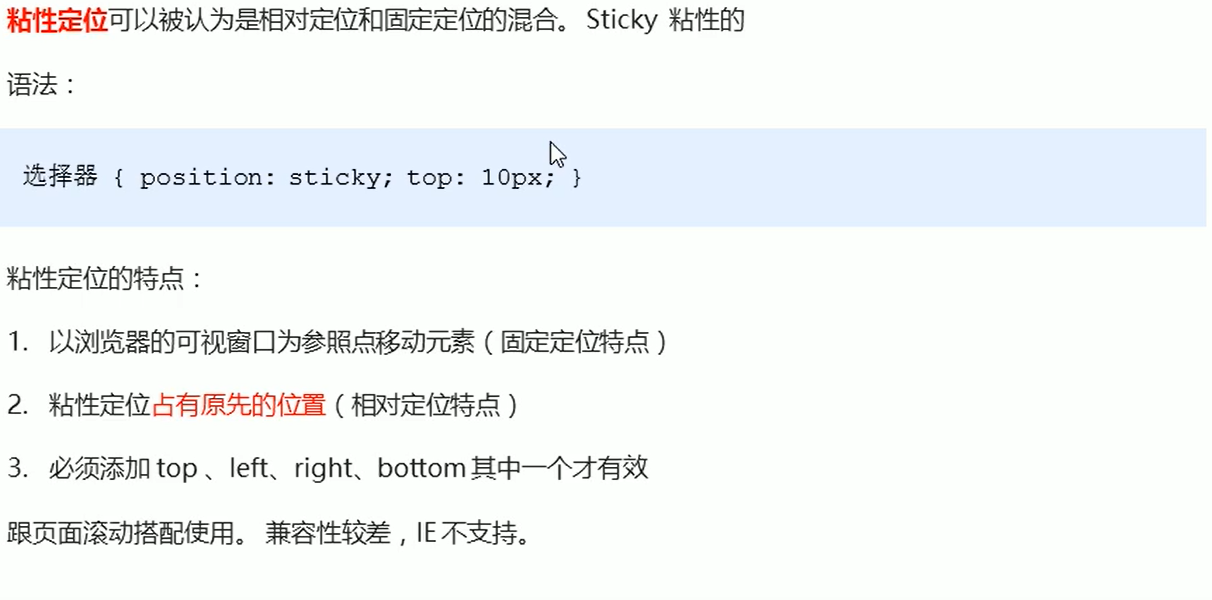 粘性定位可以被认为是相对定位和固定定位的混合。 Sticky 粘性的
语法：
选择器 { position: sticky; top: 10px; }
粘性定位的特点：
1. 以浏览器的可视窗口为参照点移动元素（固定定位特点）
2. 粘性定位占有原先的位置（相对定位特点）
3. 必须添加 top 、left、right、bottom 其中一个才有效
跟页面滚动搭配使用。 兼容性较差，IE 不支持。